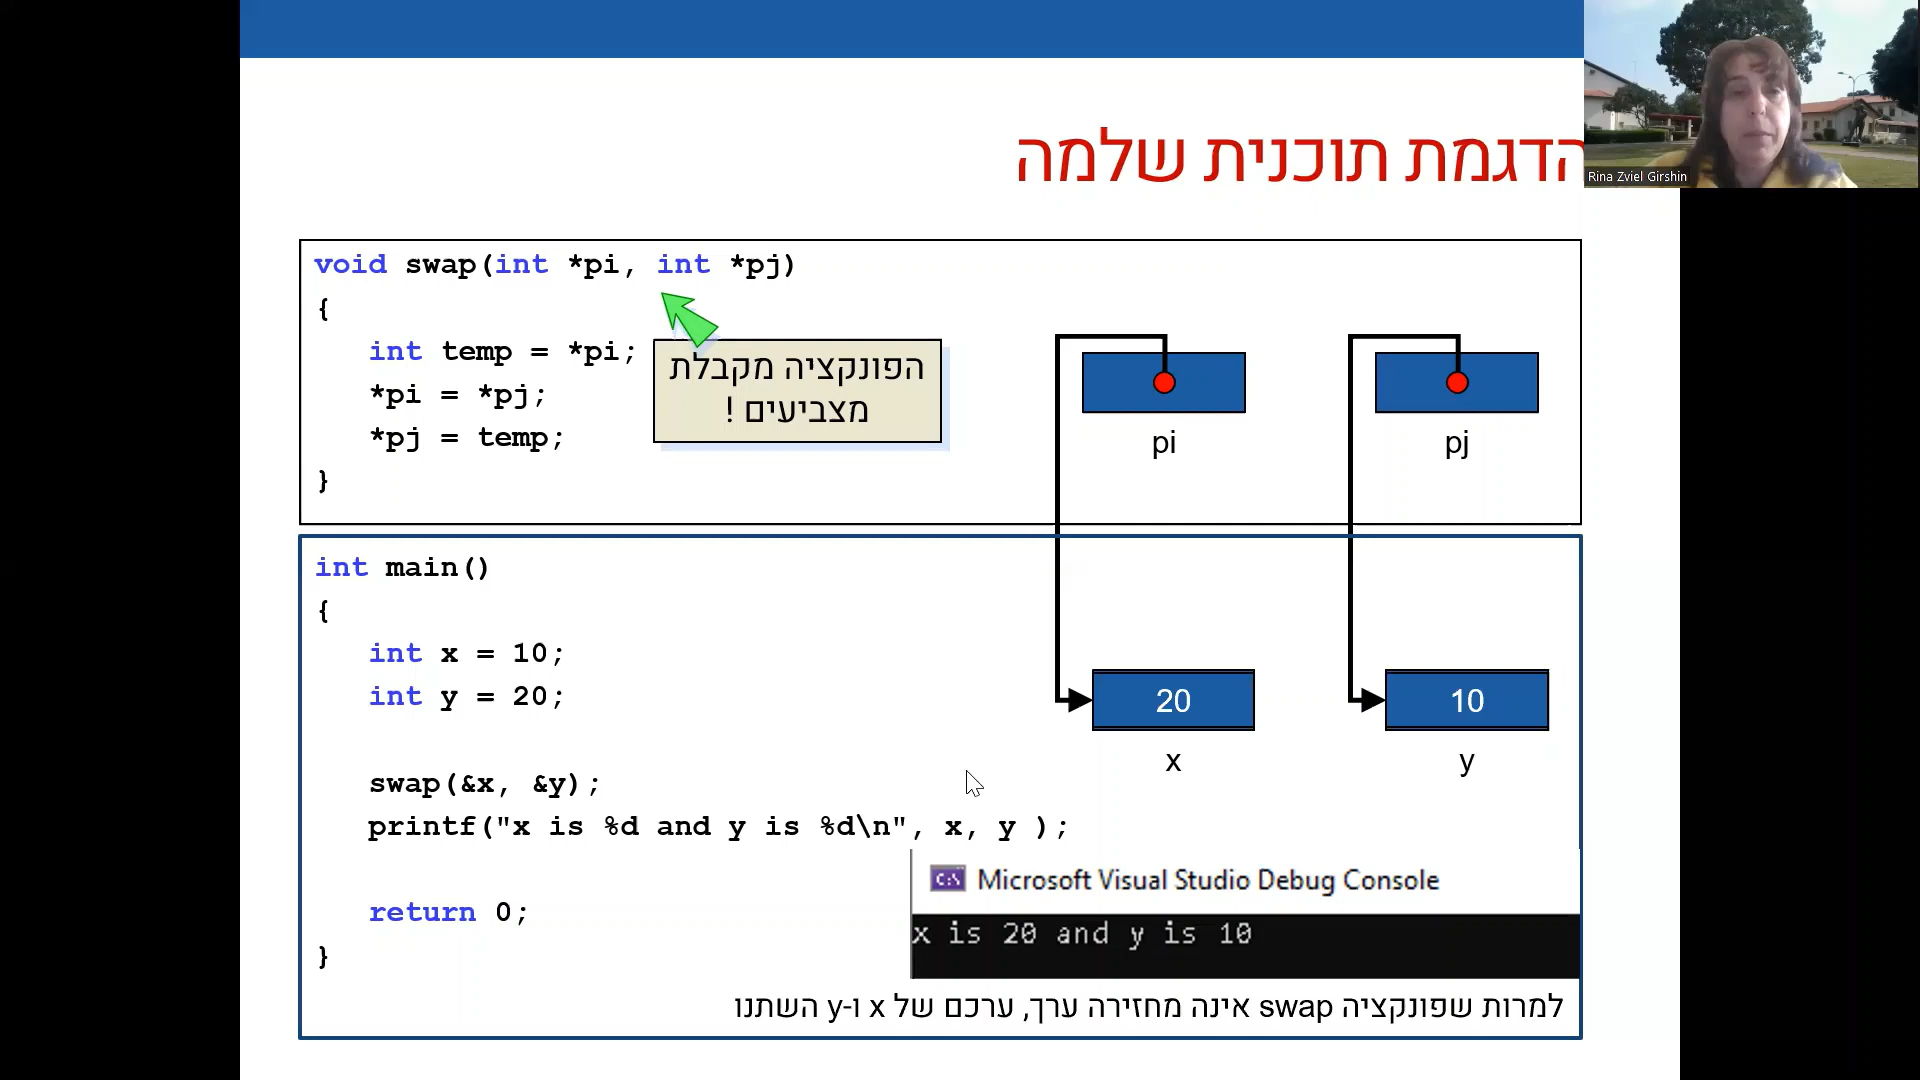 הדגמת תוכנית שלמה
Rina Zviel Girshin
void swap(int *pi, int *pj)
{
int temp = *pi;
*pi = *pj;
*pj = temp;
}
הפונקציה מקבלת
מצביעים !
pi
pj
int main()
{
int x = 10;
int y = 20;
swap(&x, &y);
printf("x is %d and y is %d\n", x, y );
return 0;
}
20
10
x
y
C:\ Microsoft Visual Studio Debug Console
x is 20 and y is 10
למרות שפונקציה swap אינה מחזירה ערך, ערכם של x ו-y השתנו